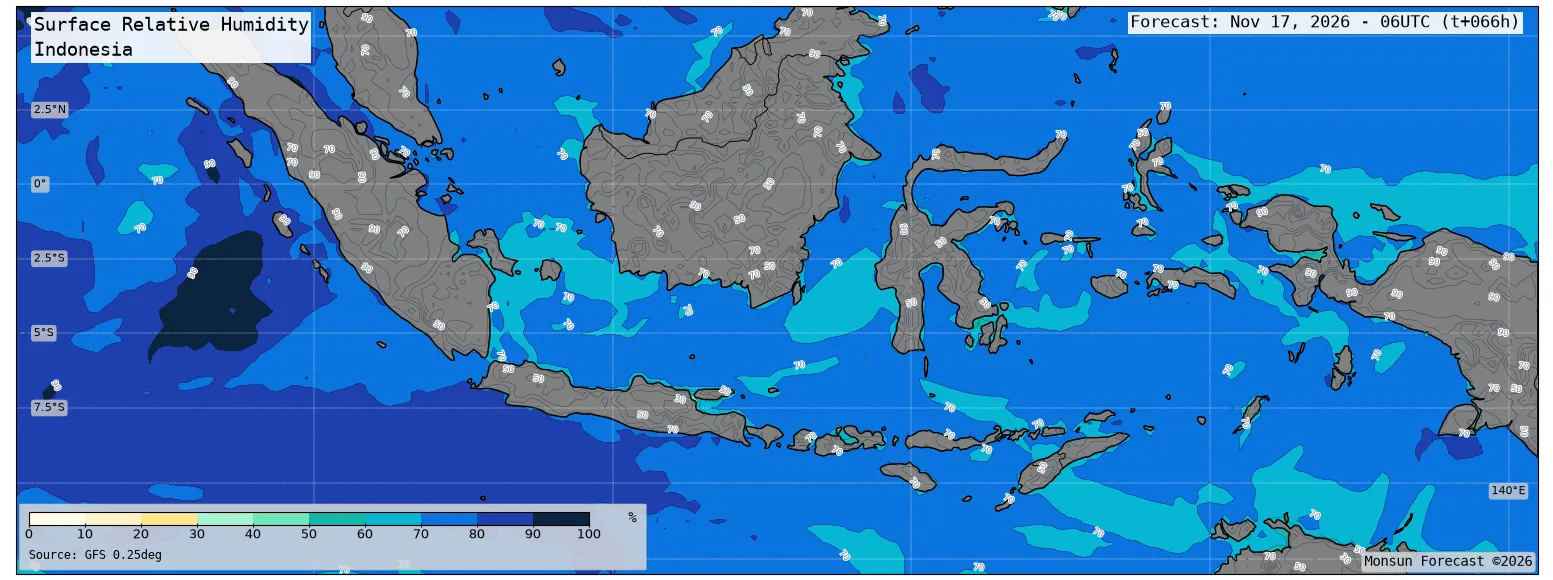 Surface Relative Humidity
Indonesia
Forecast: Nov 17, 2026 - 06UTC (t+066h)
2.5°N
0°
2.5°S
5°S
7.5°S
140°E
%
0 10 20 30 40 50 60 70 80 90 100
Source: GFS 0.25deg
Monsun Forecast ©2026